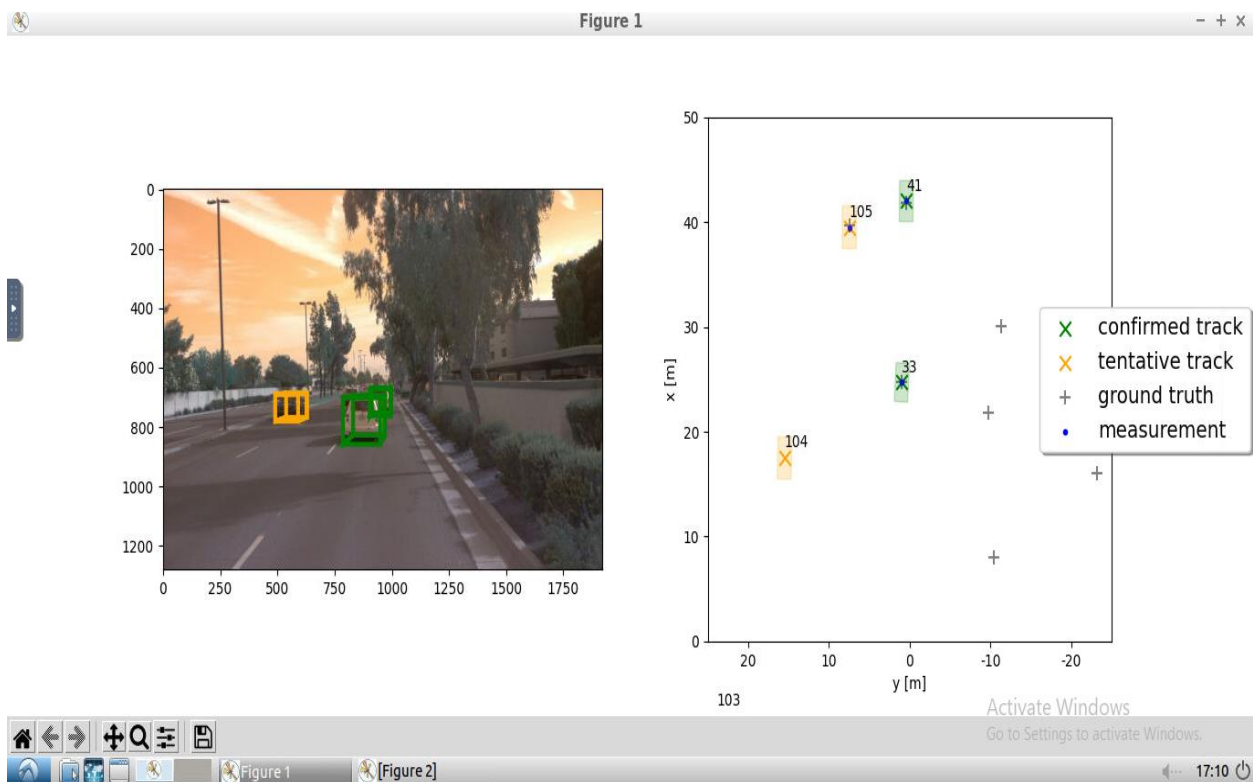 Figure 1
0
200
400
600
800
1000
1200
0 250 500 750 1000 1250 1500 1750
50
40
30
20
10
0
x [m]
41
105
33
104
confirmed track
tentative track
ground truth
measurement
20 10 0 -10 -20
y [m]
103
Activate Windows
Go to Settings to activate Windows.
Figure 1
[Figure 2]
17:10